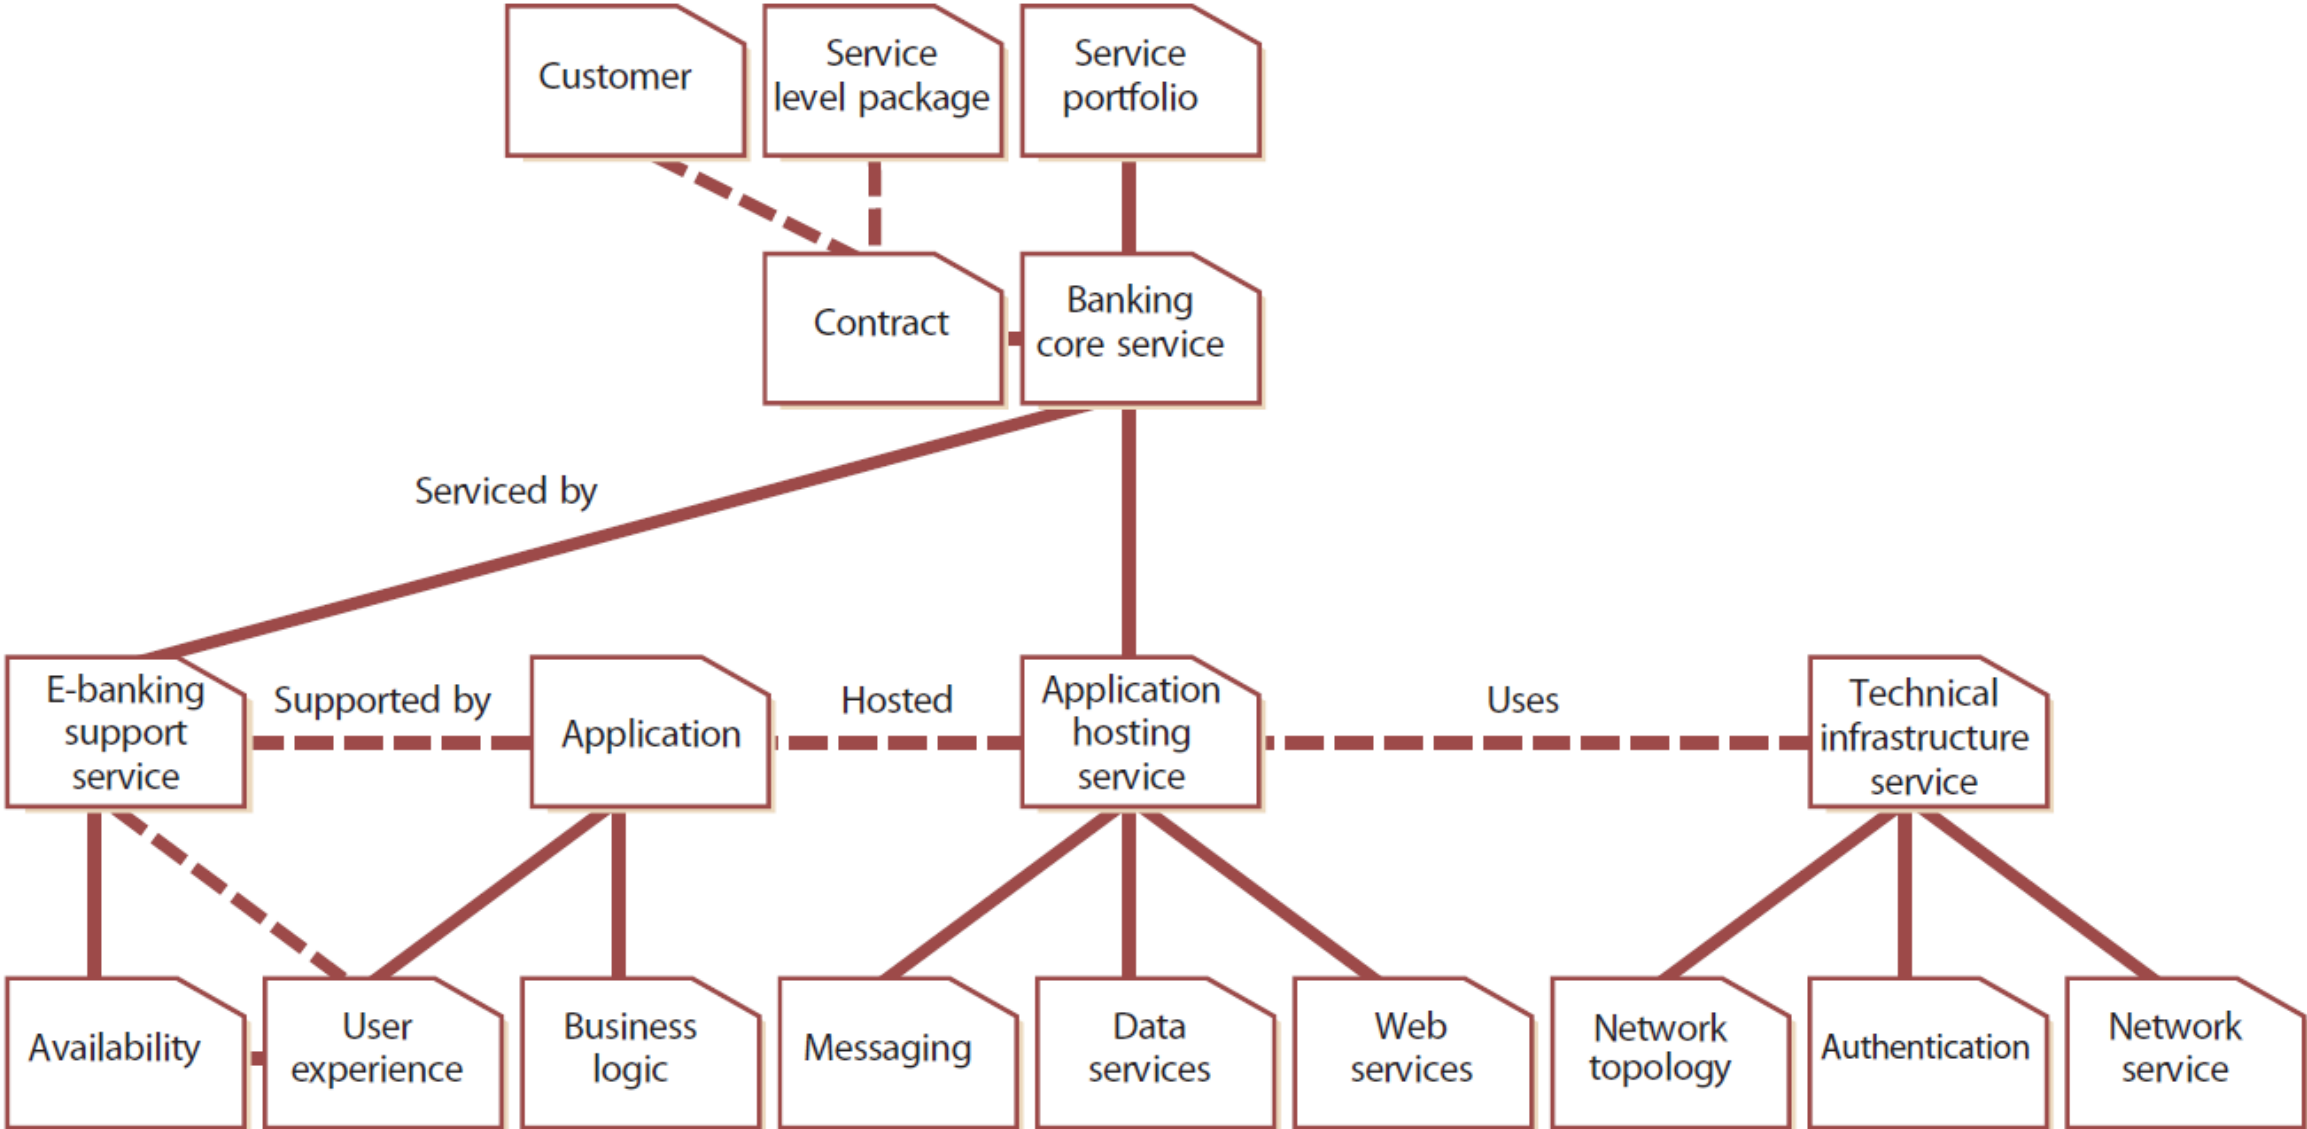 Customer
Service
level package
Service
portfolio
Contract
Banking
core service
Serviced by
E-banking
support
service
Supported by
Application
Hosted
Application
hosting
service
Uses
Technical
infrastructure
service
Availability
User
experience
Business
logic
Messaging
Data
services
Web
services
Network
topology
Authentication
Network
service